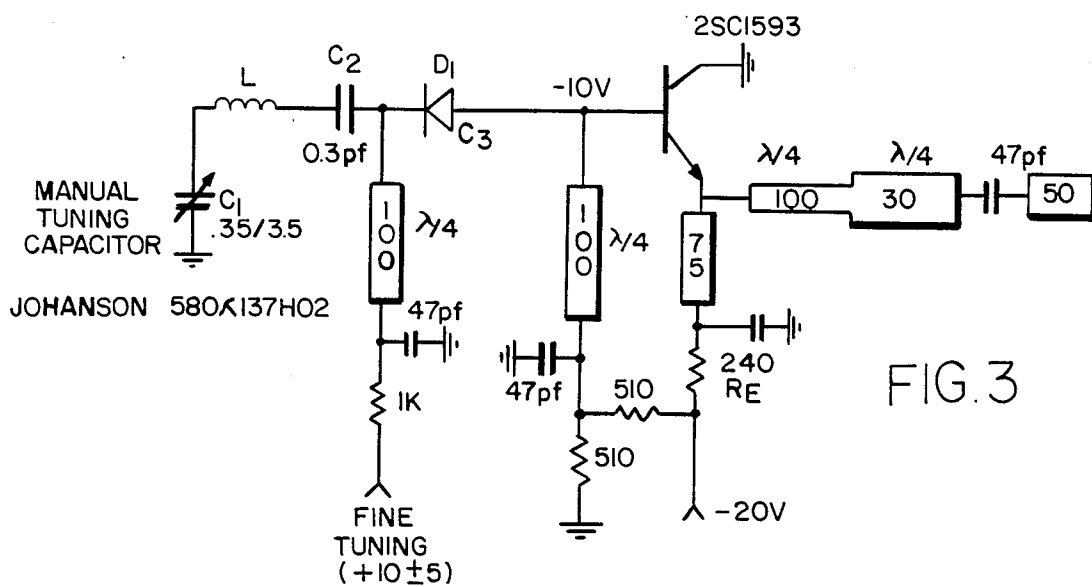 2SC1593
C2
D1
L
-10V
C3
0.3pf
λ/4
λ/4
47pf
MANUAL
TUNING
CAPACITOR
C1
.35/3.5
100
λ/4
100
λ/4
75
100
30
50
JOHANSON 580K137H02
47pf
47pf
240
RE
FIG.3
1K
510
510
-20V
FINE
TUNING
(+10±5)